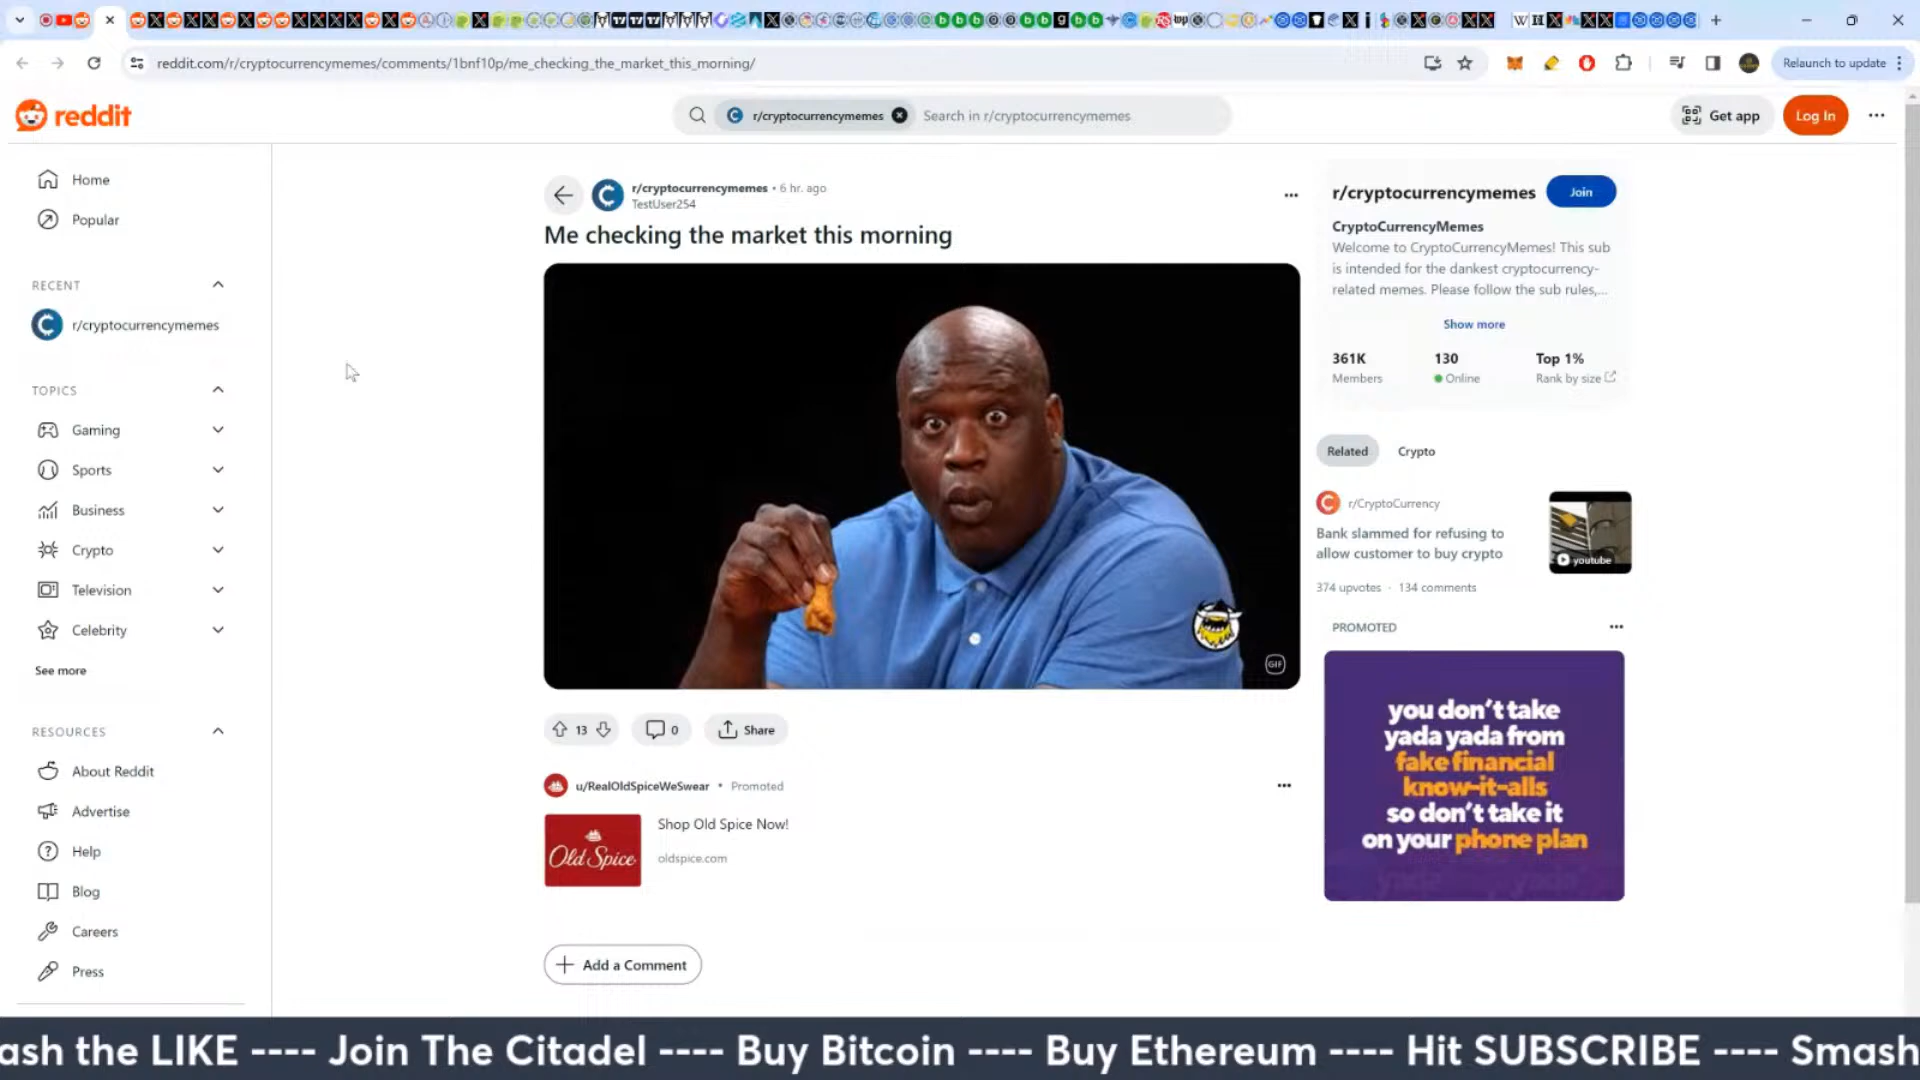 reddit.com/r/cryptocurrencymemes/comments/1bnf10p/me_checking_the_market_this_morning/
Relaunch to update
reddit
r/cryptocurrencymemes
Search in r/cryptocurrencymemes
Get app
Log In
Home
Popular
RECENT
r/cryptocurrencymemes
TOPICS
Gaming
Sports
Business
Crypto
Television
Celebrity
See more
RESOURCES
About Reddit
Advertise
Help
Blog
Careers
Press
r/cryptocurrencymemes • 6 hr. ago
TestUser254
Me checking the market this morning
GIF
13
0
Share
u/RealOldSpiceWeSwear • Promoted
Old Spice
Shop Old Spice Now!
oldspice.com
Add a Comment
r/cryptocurrencymemes
Join
CryptoCurrencyMemes
Welcome to CryptoCurrencyMemes! This sub
is intended for the dankest cryptocurrency-
related memes. Please follow the sub rules,...
Show more
361K
130
Top 1%
Members
Online
Rank by size
Related
Crypto
r/CryptoCurrency
Bank slammed for refusing to
allow customer to buy crypto
youtube
374 upvotes · 134 comments
PROMOTED
you don't take
yada yada from
fake financial
know-it-alls
so don't take it
on your phone plan
ash the LIKE ---- Join The Citadel ---- Buy Bitcoin ---- Buy Ethereum ---- Hit SUBSCRIBE ---- Smash